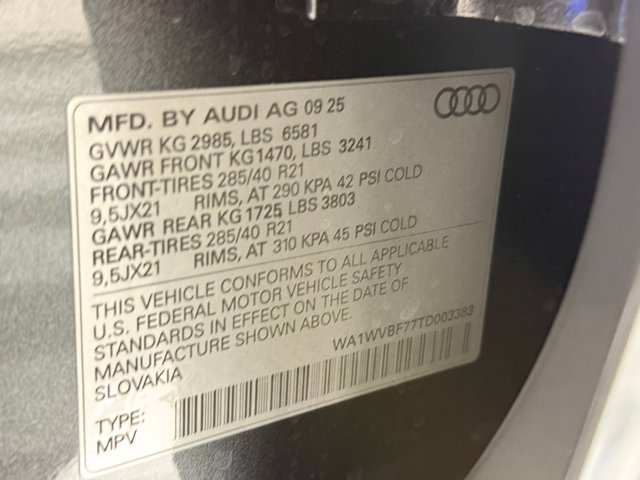 MFD. BY AUDI AG 09 25
GVWR KG 2985, LBS 6581
GAWR FRONT KG1470, LBS 3241
FRONT-TIRES 285/40 R21
9,5JX21 RIMS, AT 290 KPA 42 PSI COLD
GAWR REAR KG 1725 LBS 3803
REAR-TIRES 285/40 R21
9,5JX21 RIMS, AT 310 KPA 45 PSI COLD
THIS VEHICLE CONFORMS TO ALL APPLICABLE
U.S. FEDERAL MOTOR VEHICLE SAFETY
STANDARDS IN EFFECT ON THE DATE OF
MANUFACTURE SHOWN ABOVE.
SLOVAKIA WA1WVBF77TD003383
TYPE:
MPV